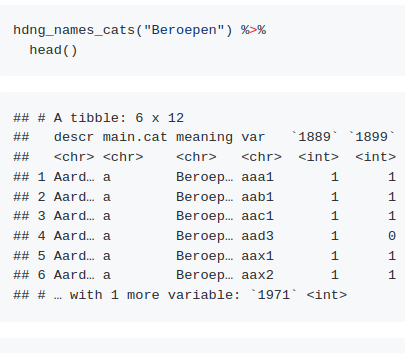 hdng_names_cats("Beroepen") %>%
  head()
## # A tibble: 6 x 12
##   descr main.cat meaning var   `1889` `1899`
##   <chr> <chr>    <chr>   <chr>  <int>  <int>
## 1 Aard… a        Beroep… aaa1       1      1
## 2 Aard… a        Beroep… aab1       1      1
## 3 Aard… a        Beroep… aac1       1      1
## 4 Aard… a        Beroep… aad3       1      0
## 5 Aard… a        Beroep… aax1       1      1
## 6 Aard… a        Beroep… aax2       1      1
## # … with 1 more variable: `1971` <int>